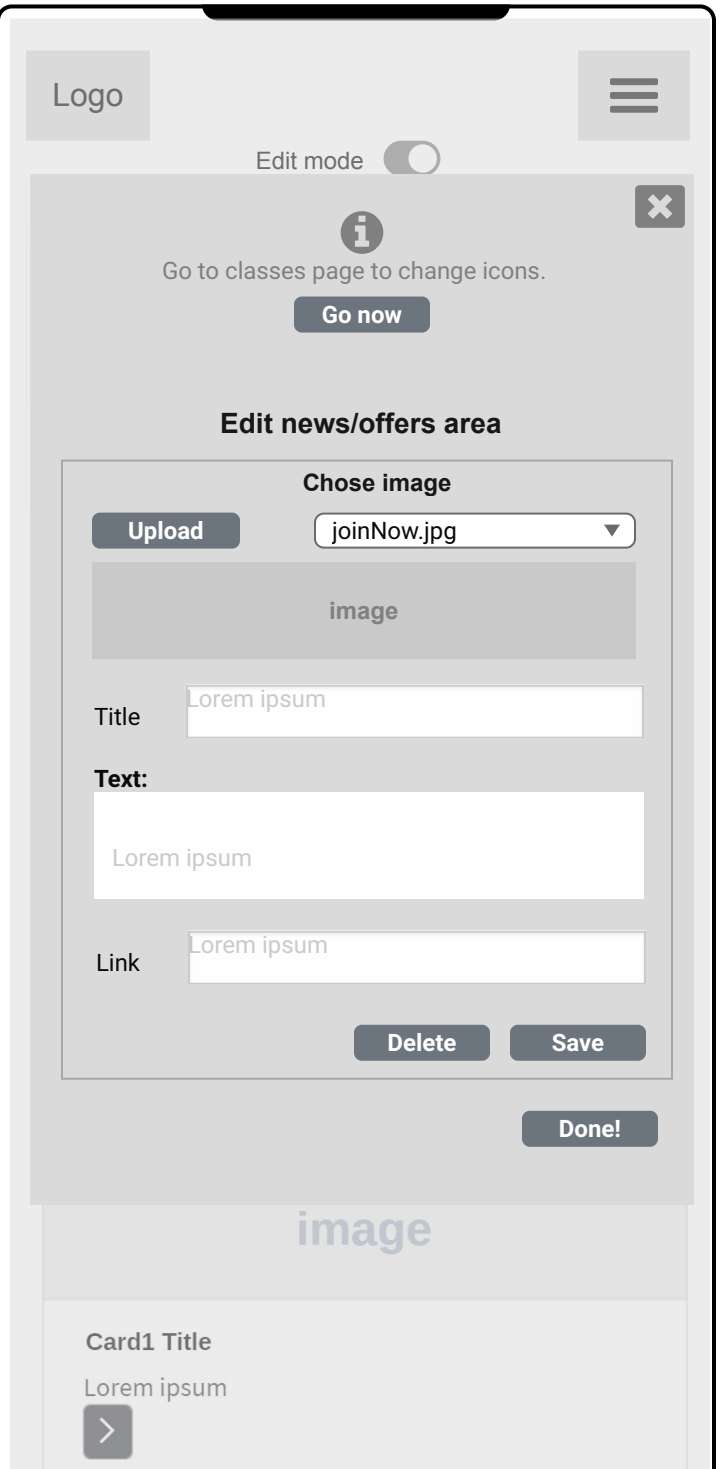 Logo
Edit mode
Go to classes page to change icons.
Go now
Edit news/offers area
Chose image
Upload
joinNow.jpg
image
Title
Lorem ipsum
Text:
Lorem ipsum
Link
Lorem ipsum
Delete
Save
Done!
image
Card1 Title
Lorem ipsum